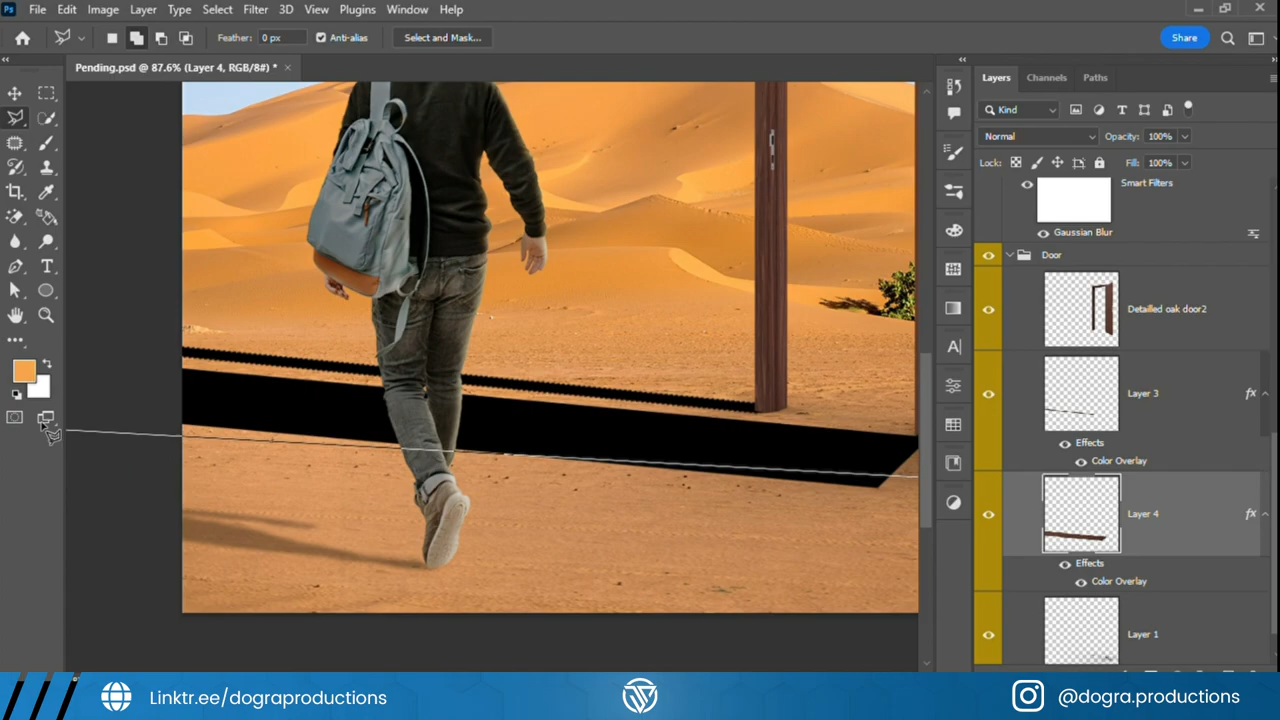 Ps File Edit Image Layer Type Select Filter 3D View Plugins Window Help
Feather: 0 px Anti-alias Select and Mask... Share
Pending.psd @ 87.6% (Layer 4, RGB/8#) *
Layers Channels Paths
Kind
Normal Opacity: 100%
Lock: Fill: 100%
Smart Filters
Gaussian Blur
Door
Detailled oak door2
Layer 3 fx
Effects
Color Overlay
Layer 4 fx
Effects
Color Overlay
Layer 1
Linktr.ee/dograproductions
@dogra.productions